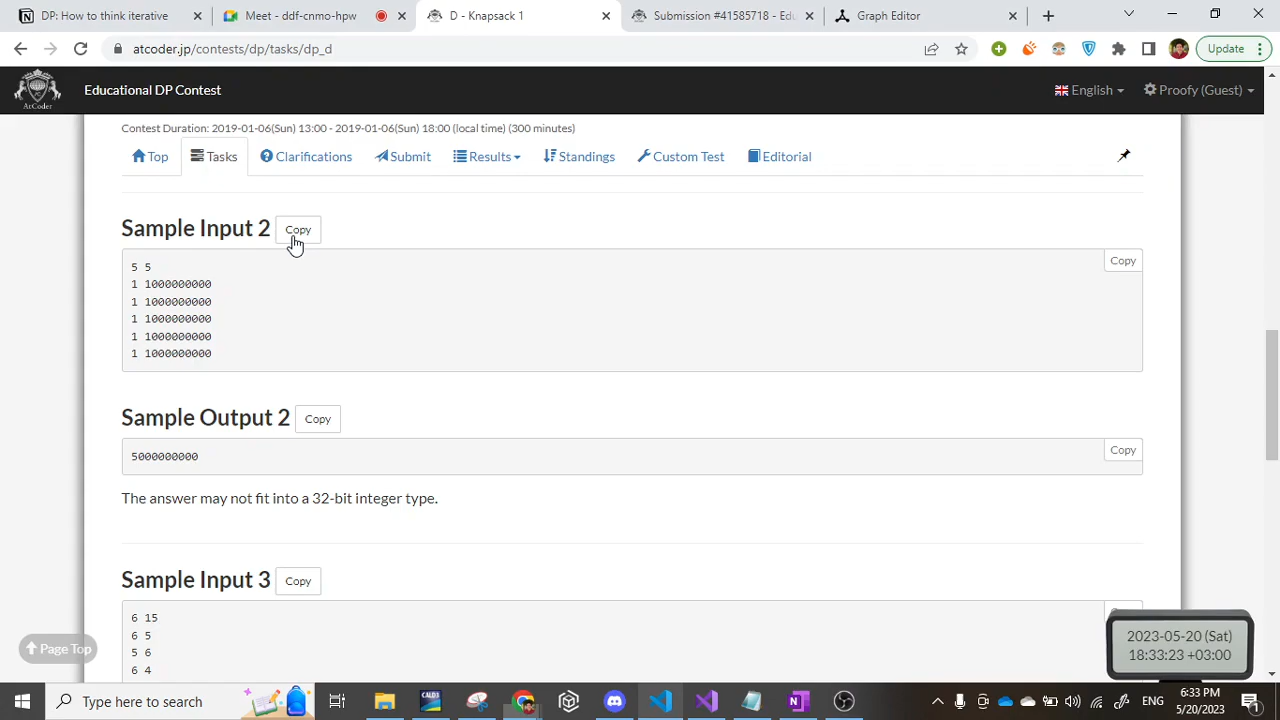 DP: How to think iterative
Meet - ddf-cnmo-hpw
D - Knapsack 1
Submission #41585718 - Edu
Graph Editor
atcoder.jp/contests/dp/tasks/dp_d
Update
AtCoder
Educational DP Contest
English
Proofy (Guest)
Contest Duration: 2019-01-06(Sun) 13:00 - 2019-01-06(Sun) 18:00 (local time) (300 minutes)
Top
Tasks
Clarifications
Submit
Results
Standings
Custom Test
Editorial
Sample Input 2
Copy
Copy
5 5
1 1000000000
1 1000000000
1 1000000000
1 1000000000
1 1000000000
Sample Output 2
Copy
Copy
5000000000
The answer may not fit into a 32-bit integer type.
Sample Input 3
Copy
6 15
6 5
5 6
6 4
Page Top
2023-05-20 (Sat)
18:33:23 +03:00
Type here to search
CALD3
ENG
6:33 PM
5/20/2023
1